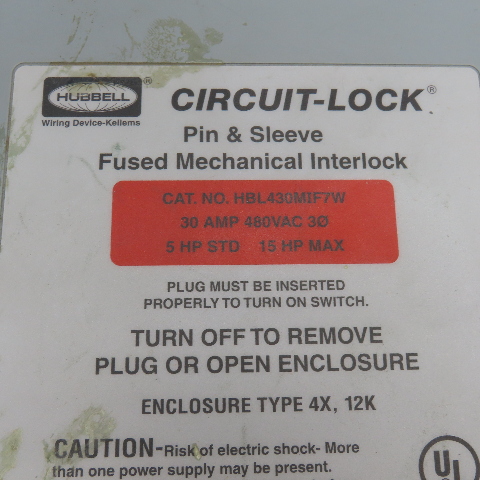 HUBBELL®
Wiring Device-Kellems
CIRCUIT-LOCK®
Pin & Sleeve
Fused Mechanical Interlock
CAT. NO. HBL430MIF7W
30 AMP 480VAC 3Ø
5 HP STD 15 HP MAX
PLUG MUST BE INSERTED
PROPERLY TO TURN ON SWITCH.
TURN OFF TO REMOVE
PLUG OR OPEN ENCLOSURE
ENCLOSURE TYPE 4X, 12K
CAUTION-Risk of electric shock- More
than one power supply may be present.
UL